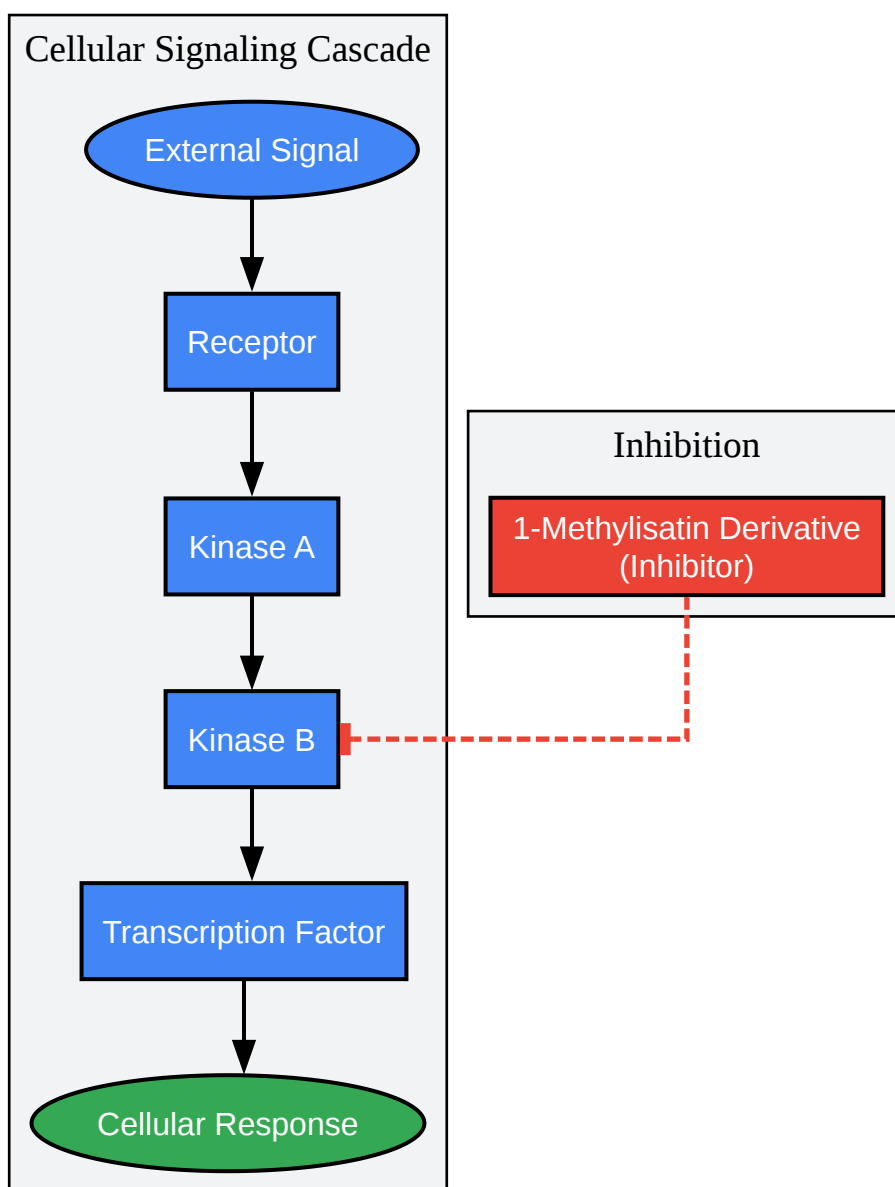 Cellular Signaling Cascade
External Signal
Receptor
Kinase A
Kinase B
Transcription Factor
Cellular Response
Inhibition
1-Methylisatin Derivative
(Inhibitor)